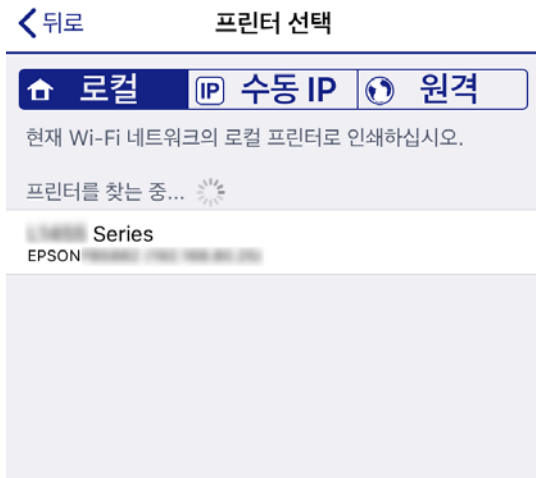 뒤로 프린터 선택
로컬 IP 수동 IP 원격
현재 Wi-Fi 네트워크의 로컬 프린터로 인쇄하십시오.
프린터를 찾는 중...
Series
EPSON